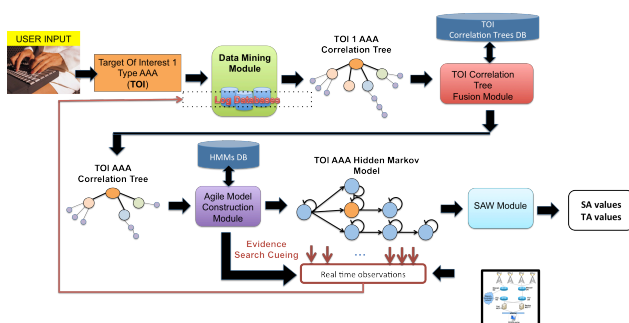 USER INPUT
Target Of Interest 1
Type AAA
(TOI)
Data Mining
Module
Log Database
TOI 1 AAA
Correlation Tree
TOI
Correlation Trees DB
TOI Correlation
Tree
Fusion Module
TOI AAA
Correlation Tree
HMMs DB
Agile Model
Construction
Module
TOI AAA Hidden Markov
Model
SAW Module
SA values
TA values
Evidence
Search Cueing
...
Real time observations